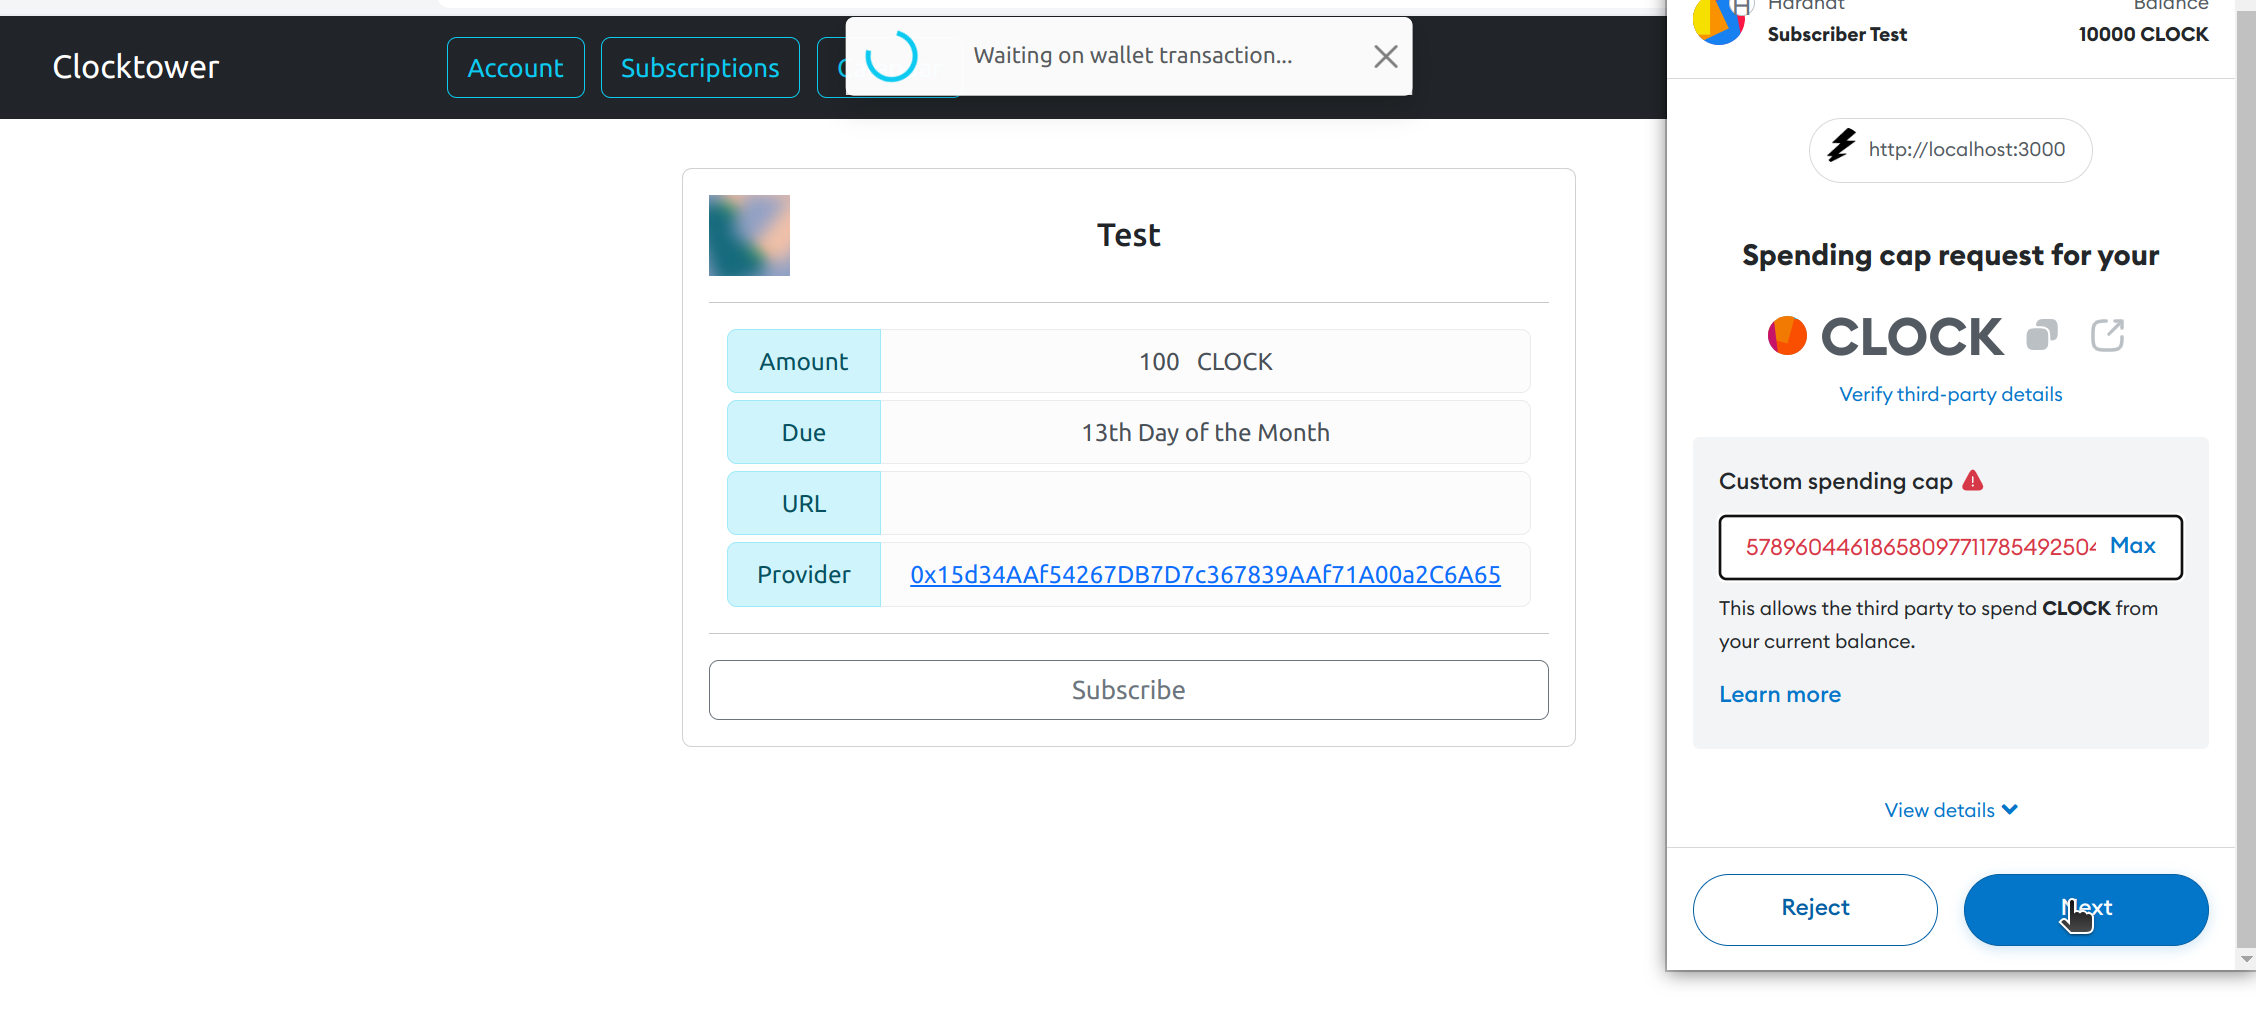 Hardhat
Balance
Subscriber Test
10000 CLOCK
Clocktower
Account
Subscriptions
Waiting on wallet transaction...
http://localhost:3000
Test
Spending cap request for your
CLOCK
Verify third-party details
Amount
100 CLOCK
Due
13th Day of the Month
URL
Provider
0x15d34AAf54267DB7D7c367839AAf71A00a2C6A65
Subscribe
Custom spending cap
57896044618658097711785492504
Max
This allows the third party to spend CLOCK from
your current balance.
Learn more
View details
Reject
Next